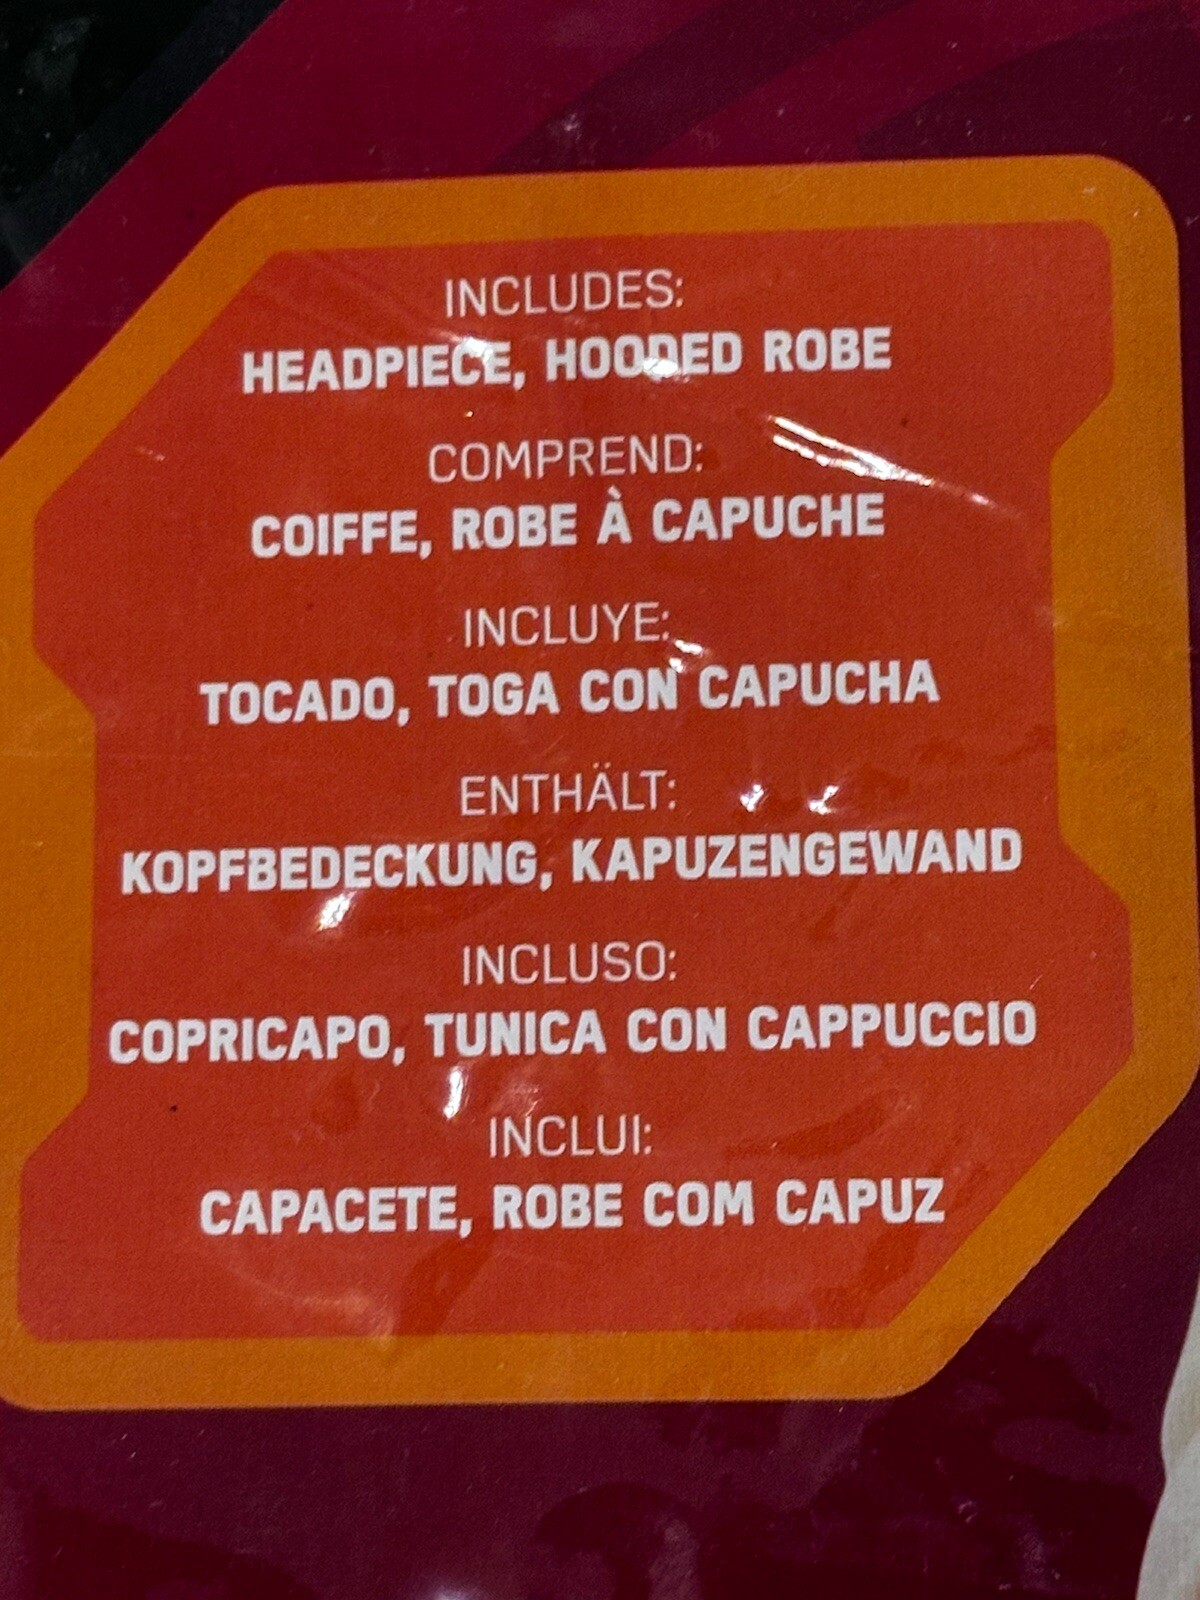 INCLUDES:
HEADPIECE, HOODED ROBE
COMPREND:
COIFFE, ROBE À CAPUCHE
INCLUYE:
TOCADO, TOGA CON CAPUCHA
ENTHÄLT:
KOPFBEDECKUNG, KAPUZENGEWAND
INCLUSO:
COPRICAPO, TUNICA CON CAPPUCCIO
INCLUI:
CAPACETE, ROBE COM CAPUZ